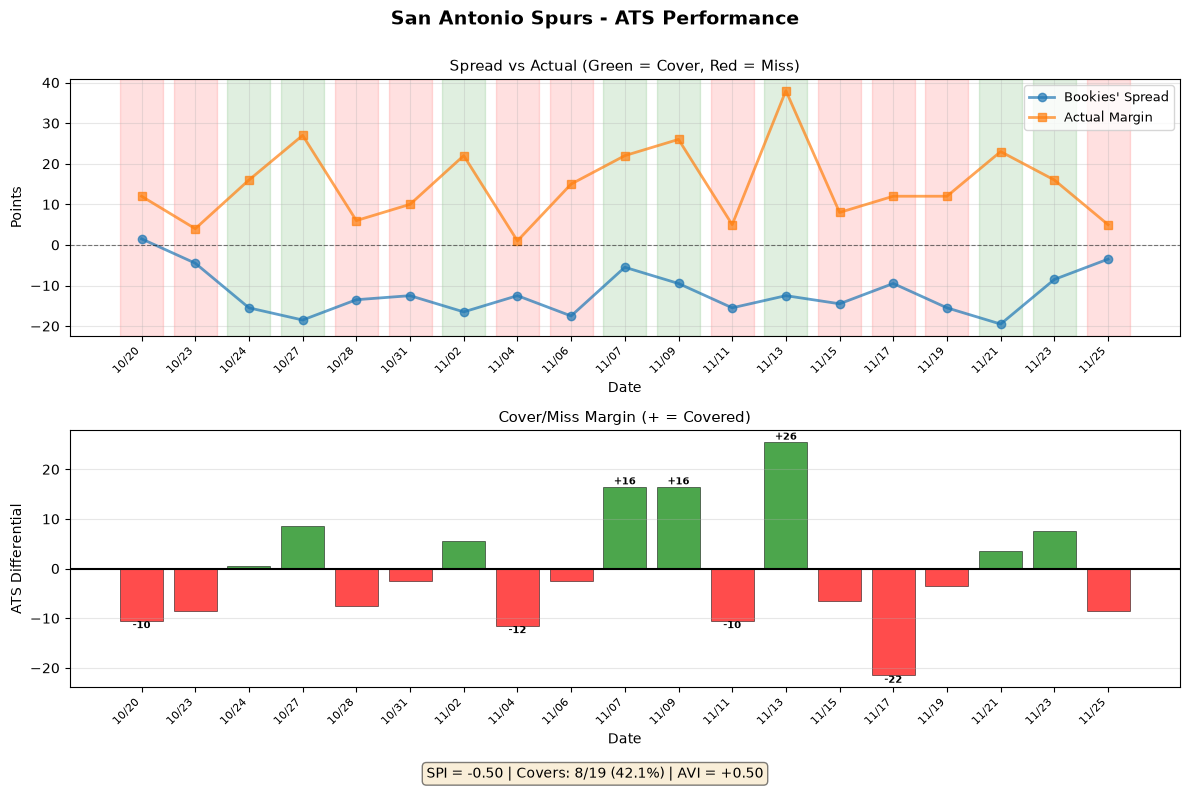 San Antonio Spurs - ATS Performance
Spread vs Actual (Green = Cover, Red = Miss)
Points
40
30
20
10
0
−10
−20
Bookies' Spread
Actual Margin
10/20 10/23 10/24 10/27 10/28 10/31 11/02 11/04 11/06 11/07 11/09 11/11 11/13 11/15 11/17 11/19 11/21 11/23 11/25
Date
Cover/Miss Margin (+ = Covered)
ATS Differential
20
10
0
−10
−20
-10
-12
+16
+16
-10
+26
-22
10/20 10/23 10/24 10/27 10/28 10/31 11/02 11/04 11/06 11/07 11/09 11/11 11/13 11/15 11/17 11/19 11/21 11/23 11/25
Date
SPI = -0.50 | Covers: 8/19 (42.1%) | AVI = +0.50